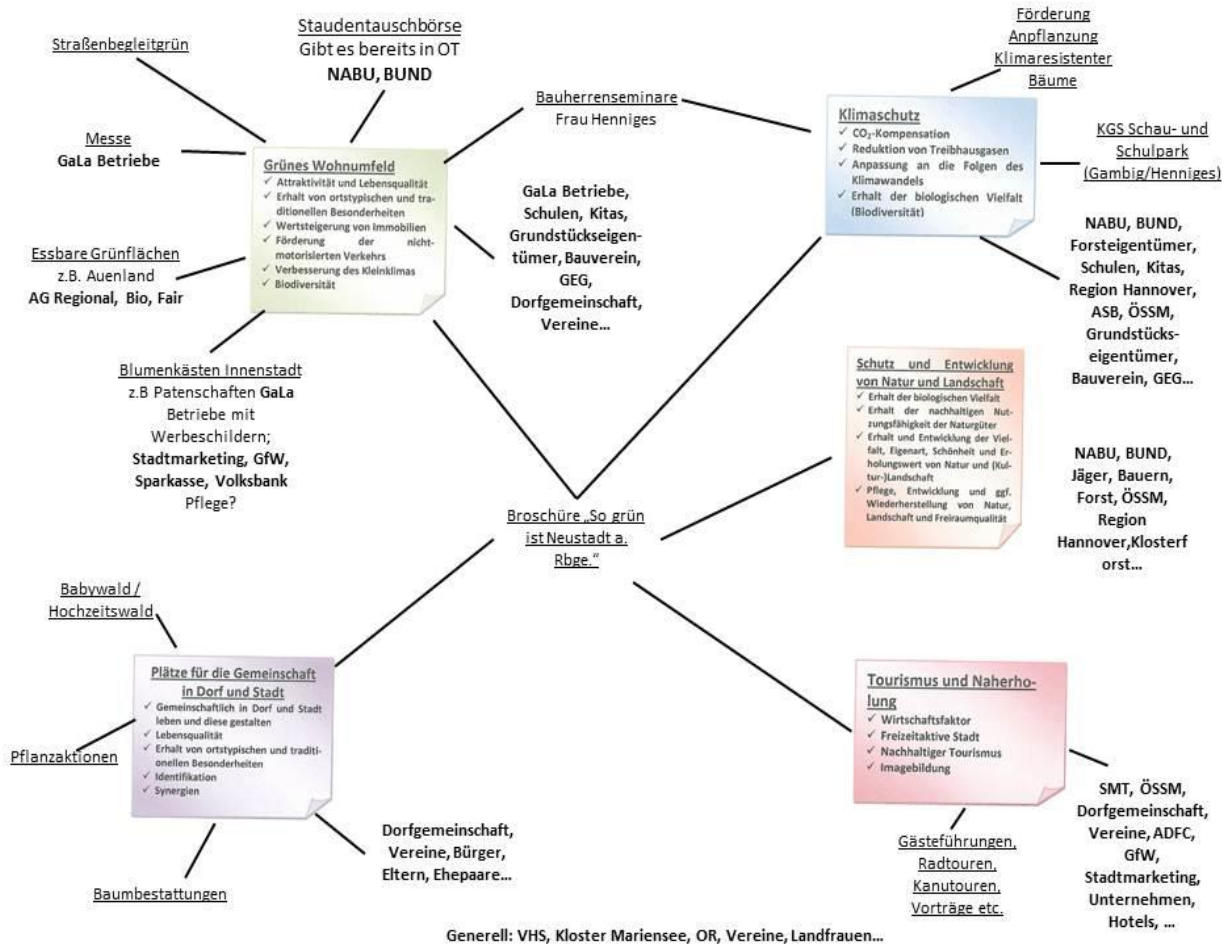 Straßenbegleitgrün
Staudentauschbörse
Gibt es bereits in OT
NABU, BUND
Messe
GaLa Betriebe
Bauherrenseminare
Frau Henniges
Grünes Wohnumfeld
✓ Attraktivität und Lebensqualität
✓ Erhalt von ortstypischen und tra-
ditionellen Besonderheiten
✓ Wertsteigerung von Immobilien
✓ Förderung der nicht-
motorisierten Verkehrs
✓ Verbesserung des Kleinklimas
✓ Biodiversität
GaLa Betriebe,
Schulen, Kitas,
Grundstückseigen-
tümer, Bauverein,
GEG,
Dorfgemeinschaft,
Vereine...
Essbare Grünflächen
z.B. Auenland
AG Regional, Bio, Fair
Blumenkästen Innenstadt
z.B Patenschaften GaLa
Betriebe mit
Werbeschildern;
Stadtmarketing, GfW,
Sparkasse, Volksbank
Pflege?
Förderung
Anpflanzung
Klimaresistenter
Bäume
Klimaschutz
✓ CO₂-Kompensation
✓ Reduktion von Treibhausgasen
✓ Anpassung an die Folgen des
Klimawandels
✓ Erhalt der biologischen Vielfalt
(Biodiversität)
KGS Schau- und
Schulpark
(Gambig/Henniges)
NABU, BUND,
Forsteigentümer,
Schulen, Kitas,
Region Hannover,
ASB, ÖSSM,
Grundstücks-
eigentümer,
Bauverein, GEG...
Schutz und Entwicklung
von Natur und Landschaft
✓ Erhalt der biologischen Vielfalt
✓ Erhalt der nachhaltigen Nut-
zungsfähigkeit der Naturgüter
✓ Erhalt und Entwicklung der Viel-
falt, Eigenart, Schönheit und Er-
holungswert von Natur und (Kul-
tur-)Landschaft
✓ Pflege, Entwicklung und ggf.
Wiederherstellung von Natur,
Landschaft und Freiraumqualität
NABU, BUND,
Jäger, Bauern,
Forst, ÖSSM,
Region
Hannover,Klosterf
orst...
Broschüre „So grün
ist Neustadt a.
Rbge."
Babywald /
Hochzeitswald
Plätze für die Gemeinschaft
in Dorf und Stadt
✓ Gemeinschaftlich in Dorf und Stadt
leben und diese gestalten
✓ Lebensqualität
✓ Erhalt von ortstypischen und traditi-
onellen Besonderheiten
✓ Identifikation
✓ Synergien
Pflanzaktionen
Baumbestattungen
Dorfgemeinschaft,
Vereine, Bürger,
Eltern, Ehepaare...
Tourismus und Naherho-
lung
✓ Wirtschaftsfaktor
✓ Freizeitaktive Stadt
✓ Nachhaltiger Tourismus
✓ Imagebildung
Gästeführungen,
Radtouren,
Kanutouren,
Vorträge etc.
SMT, ÖSSM,
Dorfgemeinschaft,
Vereine, ADFC,
GfW,
Stadtmarketing,
Unternehmen,
Hotels, ...
Generell: VHS, Kloster Mariensee, OR, Vereine, Landfrauen...